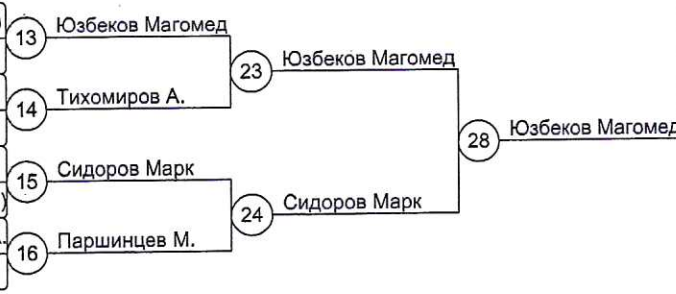 13 Юзбеков Магомед
23 Юзбеков Магомед
14 Тихомиров А.
28 Юзбеков Магомед
15 Сидоров Марк
24 Сидоров Марк
16 Паршинцев М.